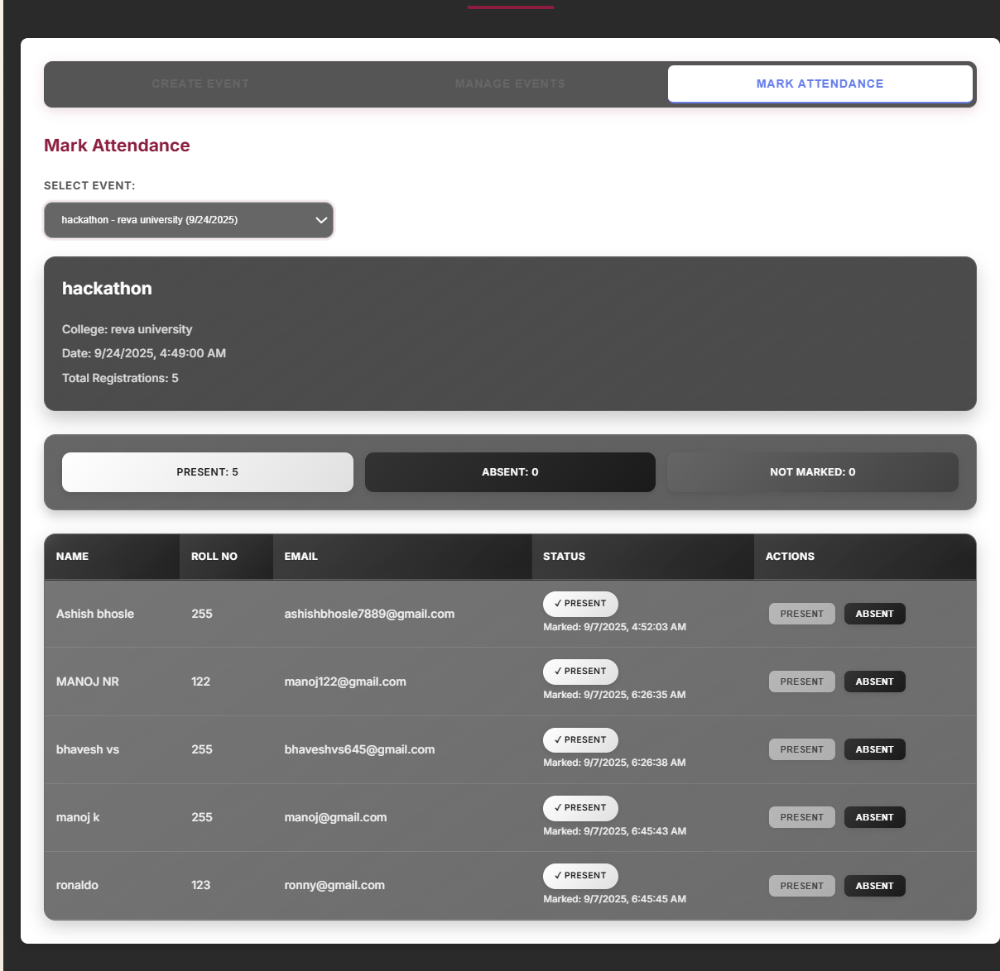 CREATE EVENT MANAGE EVENTS MARK ATTENDANCE
Mark Attendance
SELECT EVENT:
hackathon - reva university (9/24/2025)
hackathon
College: reva university
Date: 9/24/2025, 4:49:00 AM
Total Registrations: 5
PRESENT: 5 ABSENT: 0 NOT MARKED: 0
NAME ROLL NO EMAIL STATUS ACTIONS
Ashish bhosle 255 ashishbhosle7889@gmail.com ✓ PRESENT PRESENT ABSENT
Marked: 9/7/2025, 4:52:03 AM
MANOJ NR 122 manoj122@gmail.com ✓ PRESENT PRESENT ABSENT
Marked: 9/7/2025, 6:26:35 AM
bhavesh vs 255 bhaveshvs645@gmail.com ✓ PRESENT PRESENT ABSENT
Marked: 9/7/2025, 6:26:38 AM
manoj k 255 manoj@gmail.com ✓ PRESENT PRESENT ABSENT
Marked: 9/7/2025, 6:45:43 AM
ronaldo 123 ronny@gmail.com ✓ PRESENT PRESENT ABSENT
Marked: 9/7/2025, 6:45:45 AM